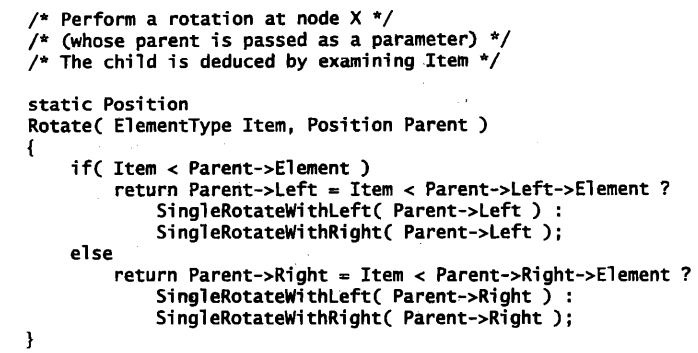 /* Perform a rotation at node X */
/* (whose parent is passed as a parameter) */
/* The child is deduced by examining Item */

static Position
Rotate( ElementType Item, Position Parent )
{
    if( Item < Parent->Element )
        return Parent->Left = Item < Parent->Left->Element ?
            SingleRotateWithLeft( Parent->Left ) :
            SingleRotateWithRight( Parent->Left );
    else
        return Parent->Right = Item < Parent->Right->Element ?
            SingleRotateWithLeft( Parent->Right ) :
            SingleRotateWithRight( Parent->Right );
}